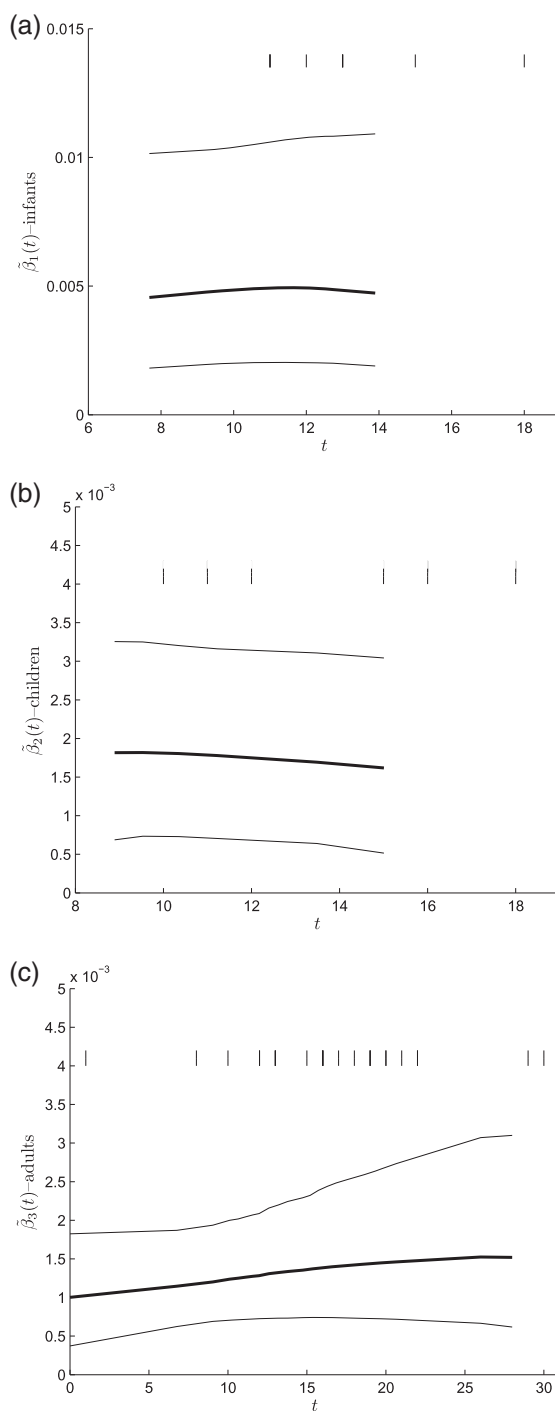 (a)
0.015
0.01
0.005
0
β̃₁(t)–infants
6 8 10 12 14 16 18
t
(b)
x 10⁻³
5
4.5
4
3.5
3
2.5
2
1.5
1
0.5
0
β̃₂(t)–children
8 10 12 14 16 18
t
(c)
x 10⁻³
5
4.5
4
3.5
3
2.5
2
1.5
1
0.5
0
β̃₃(t)–adults
0 5 10 15 20 25 30
t